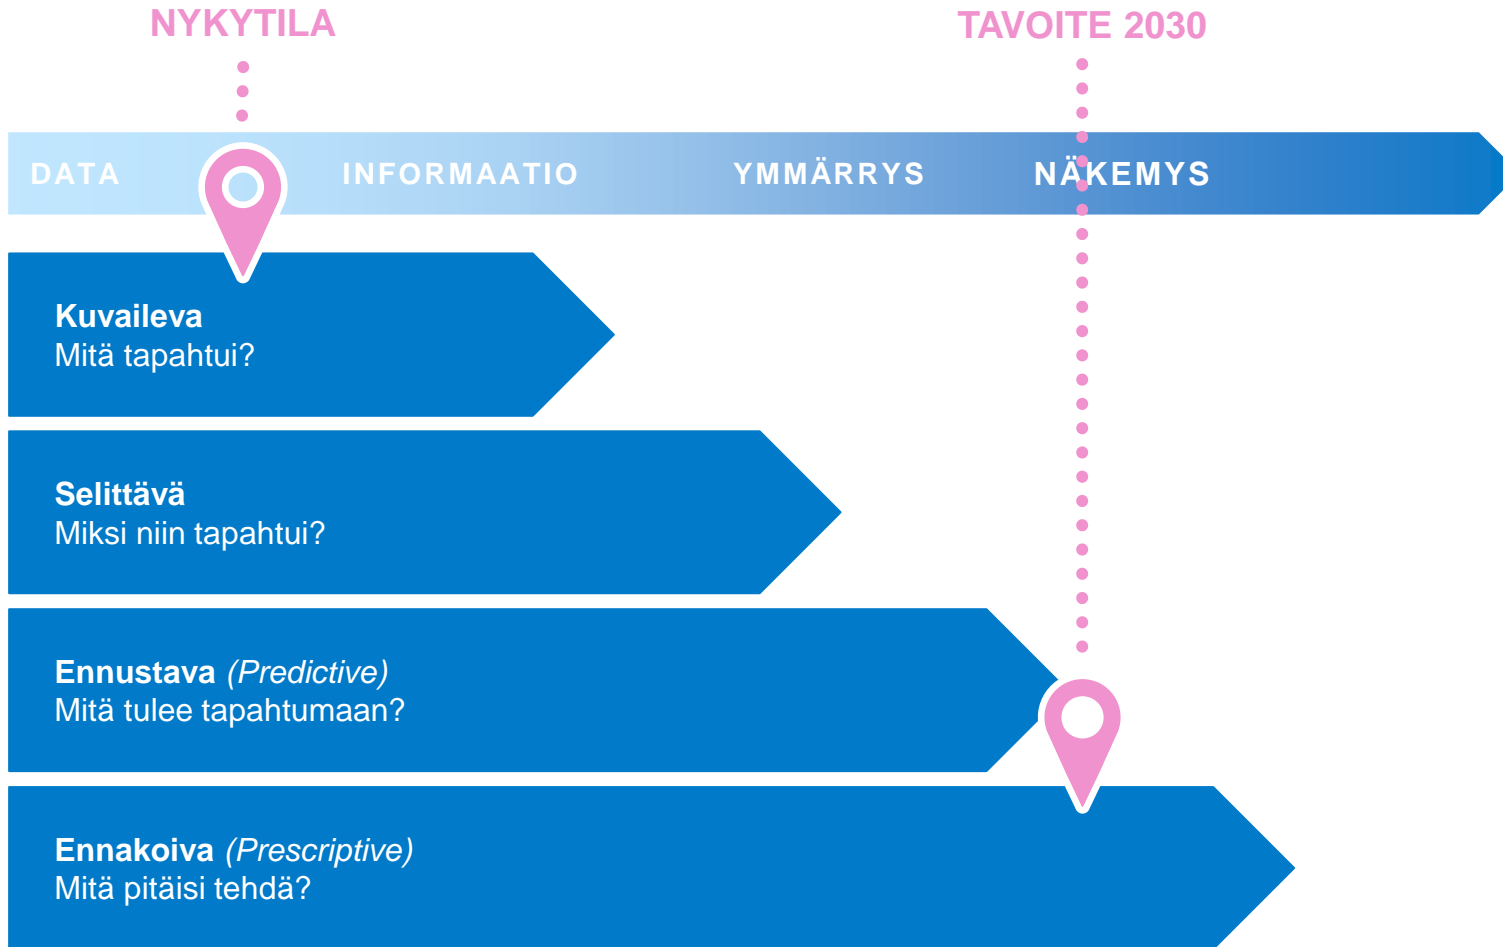 NYKYTILA
TAVOITE 2030
DATA
INFORMAATIO
YMMÄRRYS
NÄKEMYS
Kuvaileva
Mitä tapahtui?
Selittävä
Miksi niin tapahtui?
Ennustava (Predictive)
Mitä tulee tapahtumaan?
Ennakoiva (Prescriptive)
Mitä pitäisi tehdä?